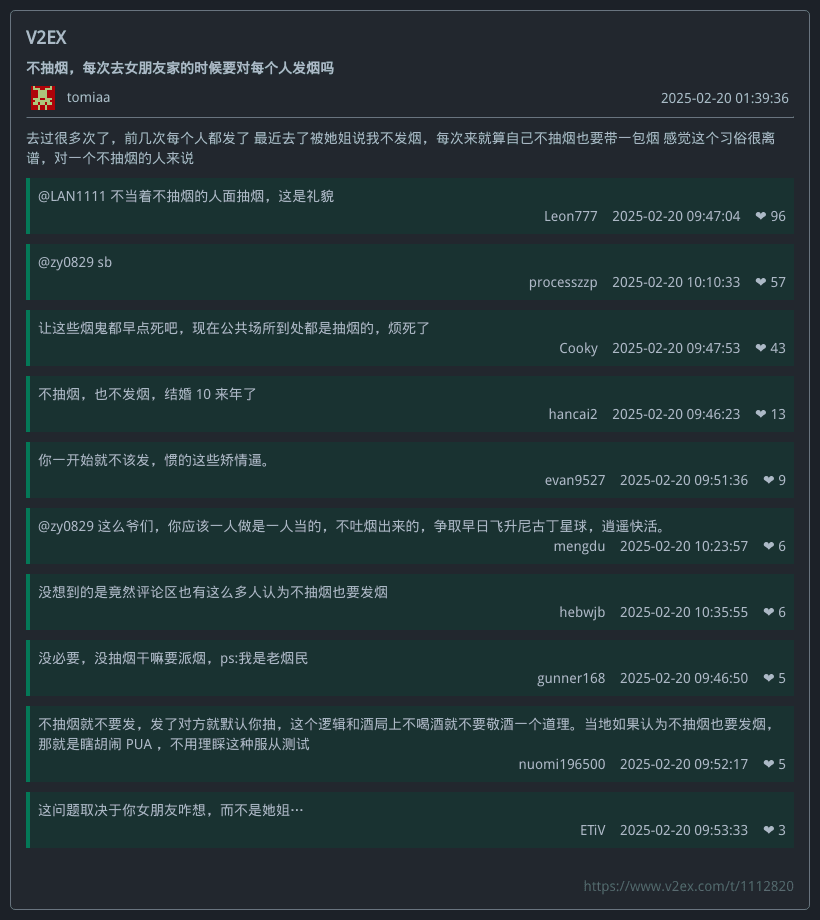 V2EX
不抽烟，每次去女朋友家的时候要对每个人发烟吗
tomiaa
2025-02-20 01:39:36
去过很多次了，前几次每个人都发了 最近去了被她姐说我不发烟，每次来就算自己不抽烟也要带一包烟 感觉这个习俗很离
谱，对一个不抽烟的人来说
@LAN1111 不当着不抽烟的人面抽烟，这是礼貌
Leon777 2025-02-20 09:47:04 ❤ 96
@zy0829 sb
processzzp 2025-02-20 10:10:33 ❤ 57
让这些烟鬼都早点死吧，现在公共场所到处都是抽烟的，烦死了
Cooky 2025-02-20 09:47:53 ❤ 43
不抽烟，也不发烟，结婚 10 来年了
hancai2 2025-02-20 09:46:23 ❤ 13
你一开始就不该发，惯的这些矫情逼。
evan9527 2025-02-20 09:51:36 ❤ 9
@zy0829 这么爷们，你应该一人做是一人当的，不吐烟出来的，争取早日飞升尼古丁星球，逍遥快活。
mengdu 2025-02-20 10:23:57 ❤ 6
没想到的是竟然评论区也有这么多人认为不抽烟也要发烟
hebwjb 2025-02-20 10:35:55 ❤ 6
没必要，没抽烟干嘛要派烟，ps:我是老烟民
gunner168 2025-02-20 09:46:50 ❤ 5
不抽烟就不要发，发了对方就默认你抽，这个逻辑和酒局上不喝酒就不要敬酒一个道理。当地如果认为不抽烟也要发烟，
那就是瞎胡闹 PUA ，不用理睬这种服从测试
nuomi196500 2025-02-20 09:52:17 ❤ 5
这问题取决于你女朋友咋想，而不是她姐…
ETiV 2025-02-20 09:53:33 ❤ 3
https://www.v2ex.com/t/1112820